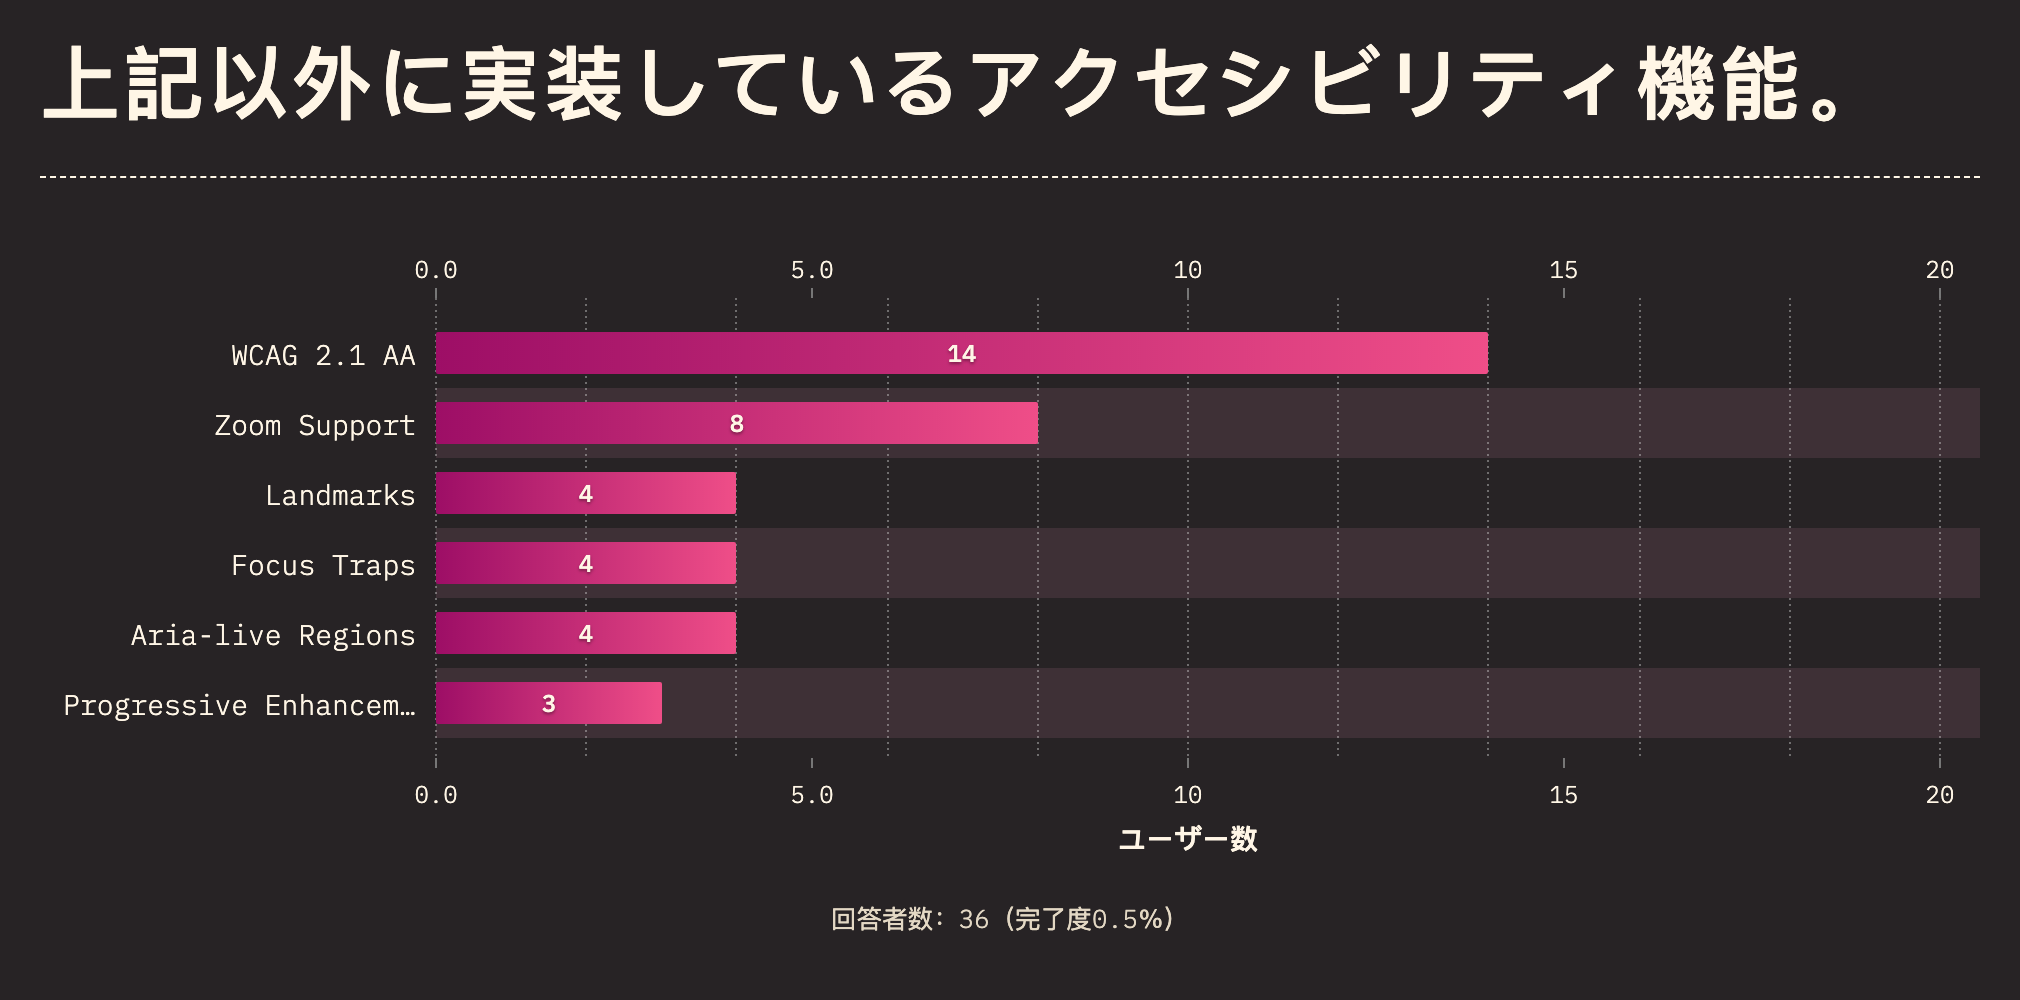 上記以外に実装しているアクセシビリティ機能。
0.0 5.0 10 15 20
WCAG 2.1 AA 14
Zoom Support 8
Landmarks 4
Focus Traps 4
Aria-live Regions 4
Progressive Enhancem… 3
0.0 5.0 10 15 20
ユーザー数
回答者数: 36 (完了度0.5%)